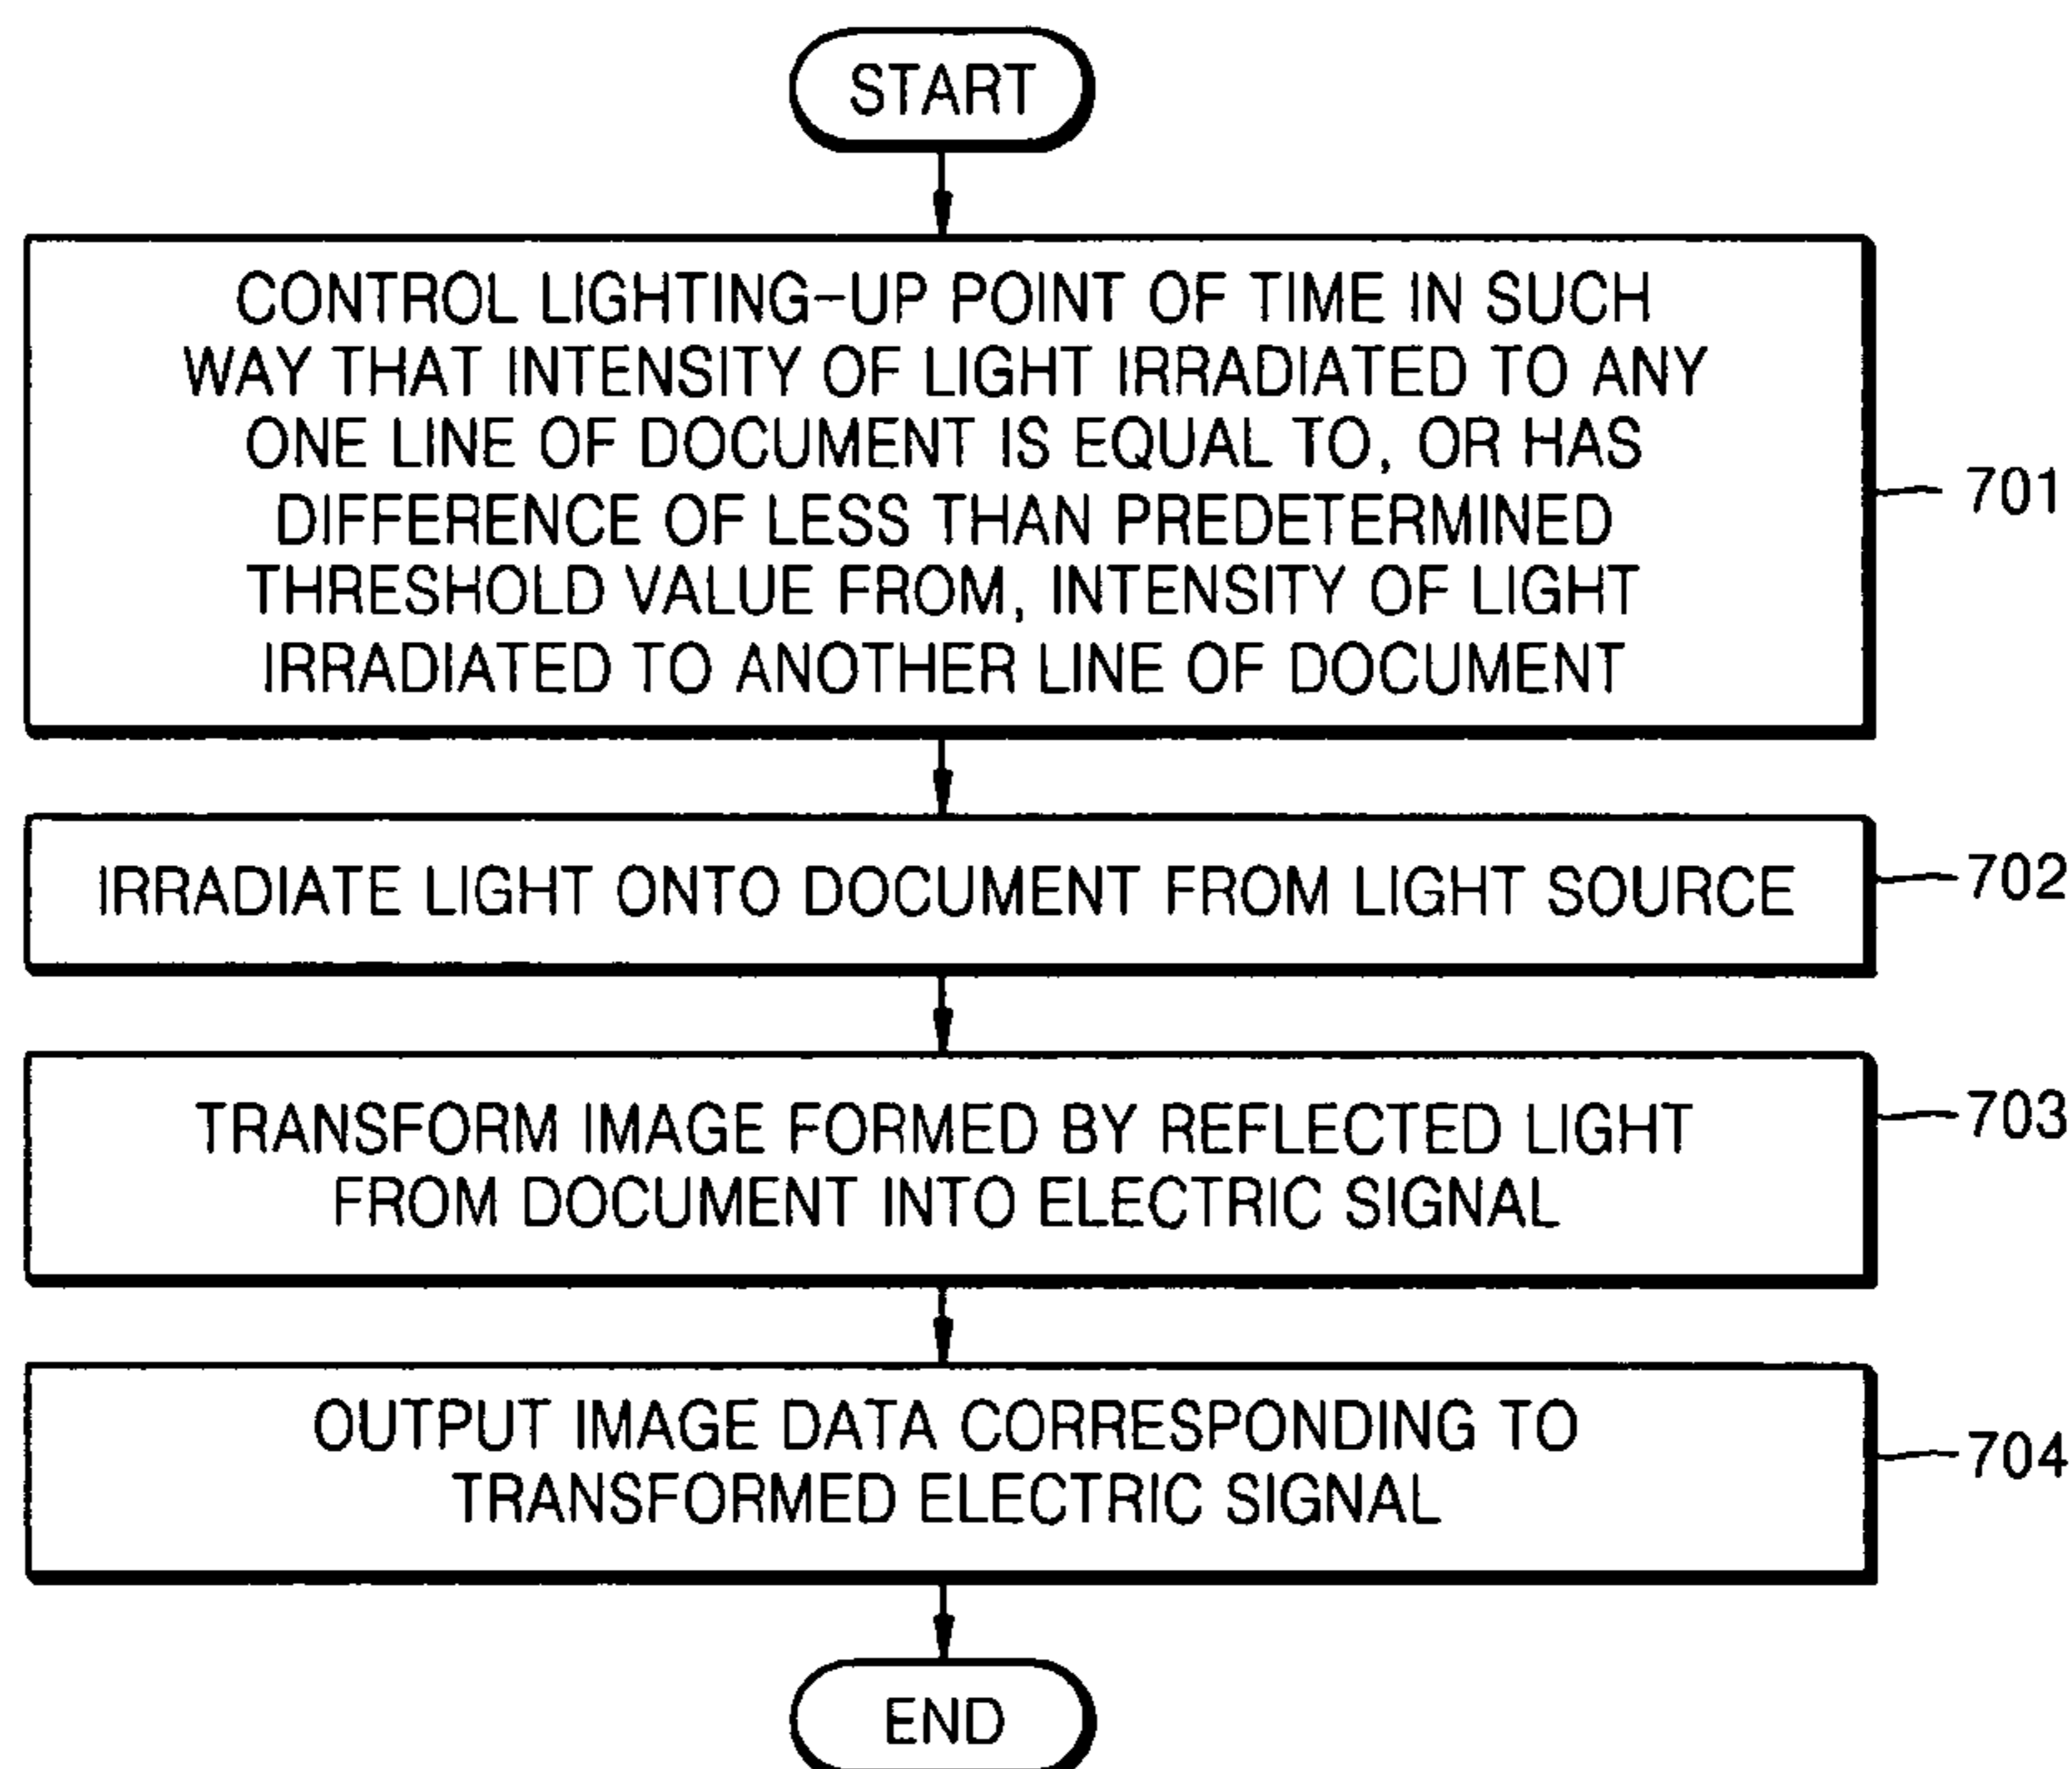 START
CONTROL LIGHTING-UP POINT OF TIME IN SUCH
WAY THAT INTENSITY OF LIGHT IRRADIATED TO ANY
ONE LINE OF DOCUMENT IS EQUAL TO, OR HAS
DIFFERENCE OF LESS THAN PREDETERMINED
THRESHOLD VALUE FROM, INTENSITY OF LIGHT
IRRADIATED TO ANOTHER LINE OF DOCUMENT
701
IRRADIATE LIGHT ONTO DOCUMENT FROM LIGHT SOURCE
702
TRANSFORM IMAGE FORMED BY REFLECTED LIGHT
FROM DOCUMENT INTO ELECTRIC SIGNAL
703
OUTPUT IMAGE DATA CORRESPONDING TO
TRANSFORMED ELECTRIC SIGNAL
704
END